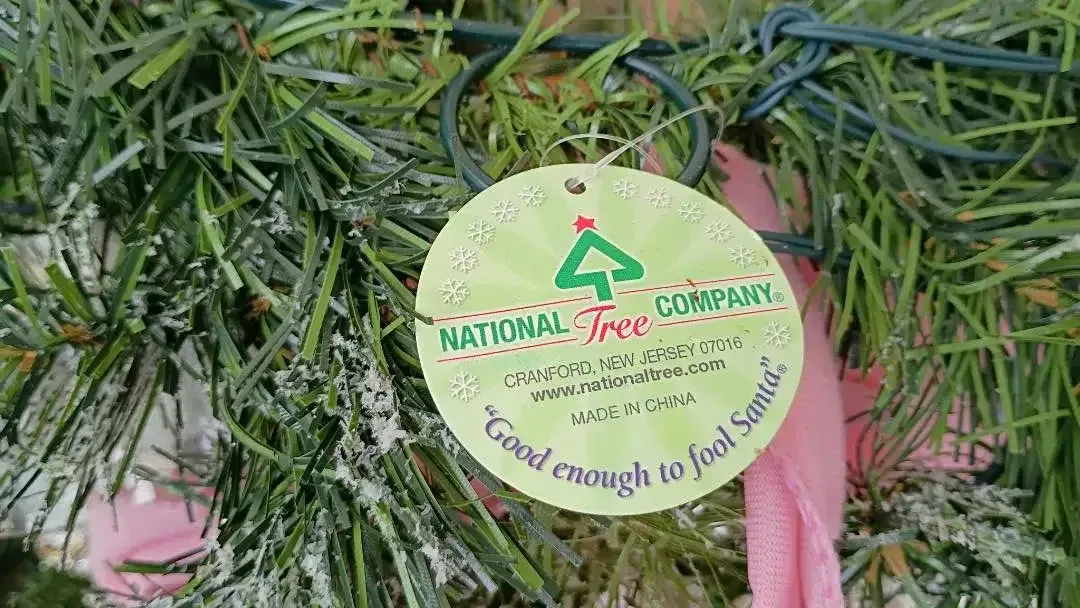 NATIONAL Tree COMPANY®
CRANFORD, NEW JERSEY 07016
www.nationaltree.com
MADE IN CHINA
“Good enough to fool Santa”®